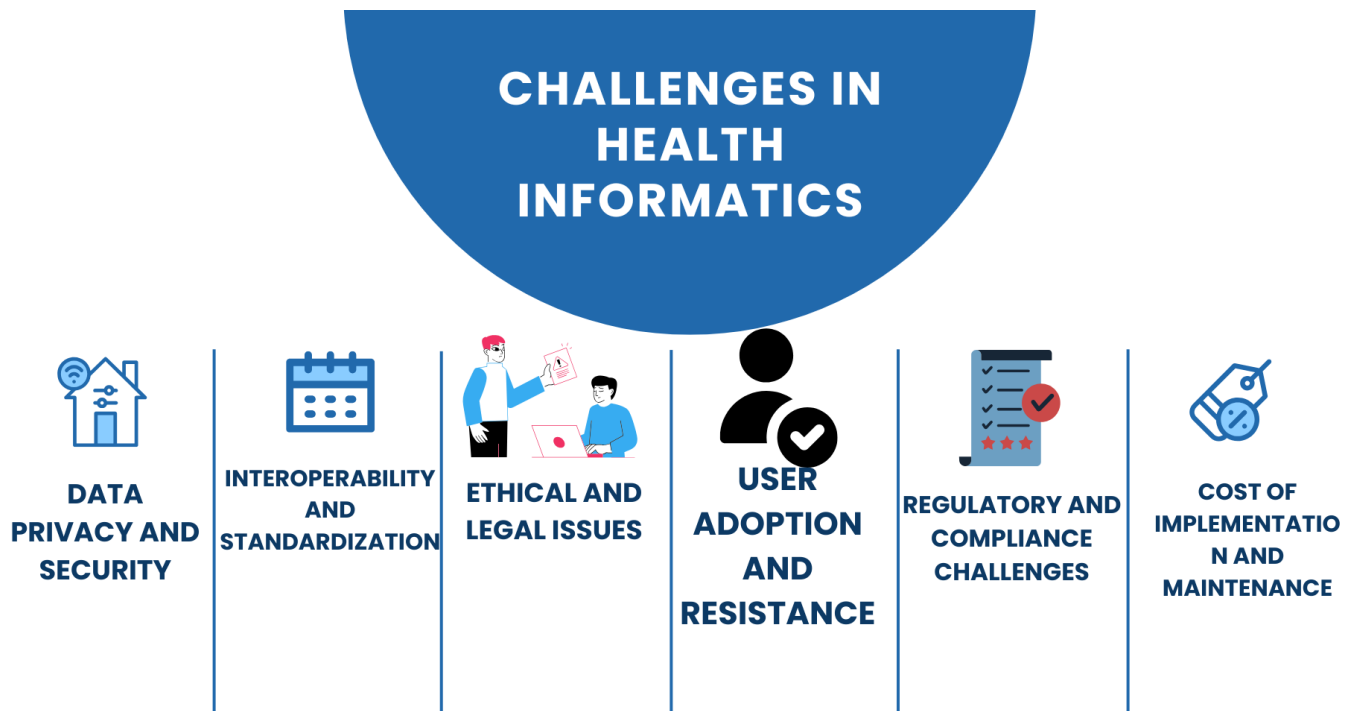 CHALLENGES IN
HEALTH
INFORMATICS
DATA
PRIVACY AND
SECURITY
INTEROPERABILITY
AND
STANDARDIZATION
ETHICAL AND
LEGAL ISSUES
USER
ADOPTION
AND
RESISTANCE
REGULATORY AND
COMPLIANCE
CHALLENGES
COST OF
IMPLEMENTATIO
N AND
MAINTENANCE